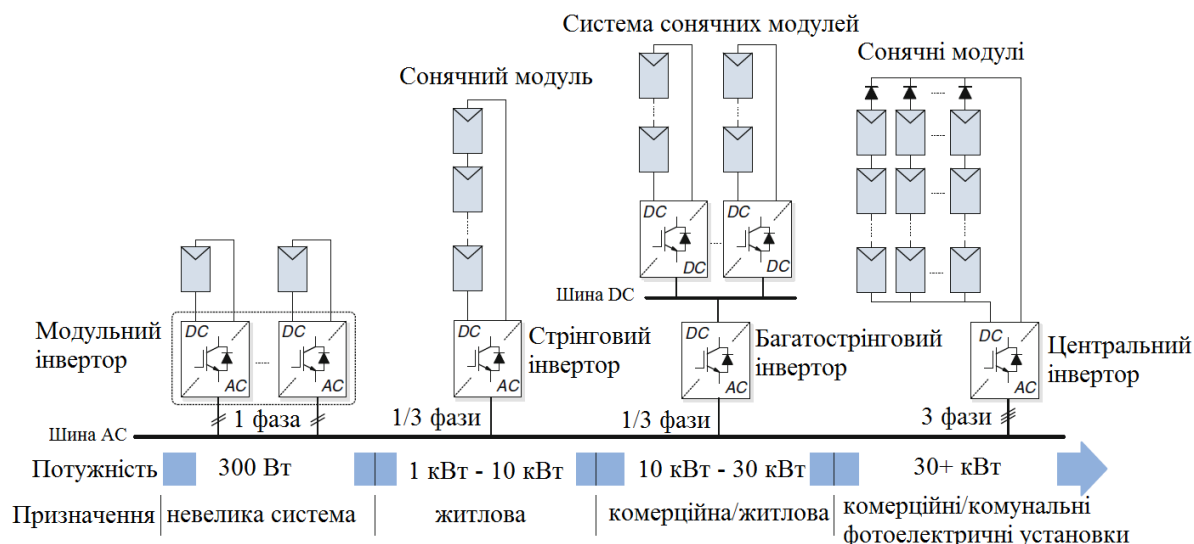 Система сонячних модулей
Сонячні модулі
Сонячний модуль
DC
DC
DC
DC
Шина DC
Модульний
інвертор
DC
AC
DC
AC
DC
AC
Стрінговий
інвертор
DC
AC
Багатострінговий
інвертор
DC
AC
Центральний
інвертор
Шина AC
1 фаза
1/3 фази
1/3 фази
3 фази
Потужність
300 Вт
1 кВт - 10 кВт
10 кВт - 30 кВт
30+ кВт
Призначення
невелика система
житлова
комерційна/житлова
комерційні/комунальні
фотоелектричні установки